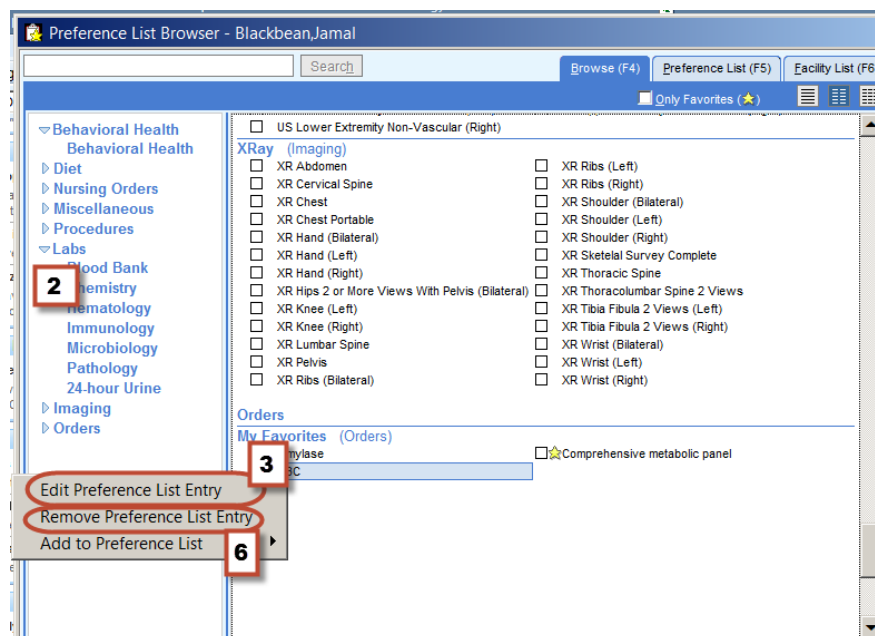 Preference List Browser - Blackbean,Jamal
Search
Browse (F4)
Preference List (F5)
Facility List (F6
Only Favorites ( )
Behavioral Health
Behavioral Health
Diet
Nursing Orders
Miscellaneous
Procedures
Labs
Blood Bank
2
Chemistry
Hematology
Immunology
Microbiology
Pathology
24-hour Urine
Imaging
Orders
US Lower Extremity Non-Vascular (Right)
XRay (Imaging)
XR Abdomen
XR Cervical Spine
XR Chest
XR Chest Portable
XR Hand (Bilateral)
XR Hand (Left)
XR Hand (Right)
XR Hips 2 or More Views With Pelvis (Bilateral)
XR Knee (Left)
XR Knee (Right)
XR Lumbar Spine
XR Pelvis
XR Ribs (Bilateral)
XR Ribs (Left)
XR Ribs (Right)
XR Shoulder (Bilateral)
XR Shoulder (Left)
XR Shoulder (Right)
XR Sketelal Survey Complete
XR Thoracic Spine
XR Thoracolumbar Spine 2 Views
XR Tibia Fibula 2 Views (Left)
XR Tibia Fibula 2 Views (Right)
XR Wrist (Bilateral)
XR Wrist (Left)
XR Wrist (Right)
Orders
My Favorites (Orders)
mylase
Comprehensive metabolic panel
3
BC
Edit Preference List Entry
Remove Preference List Entry
Add to Preference List
6